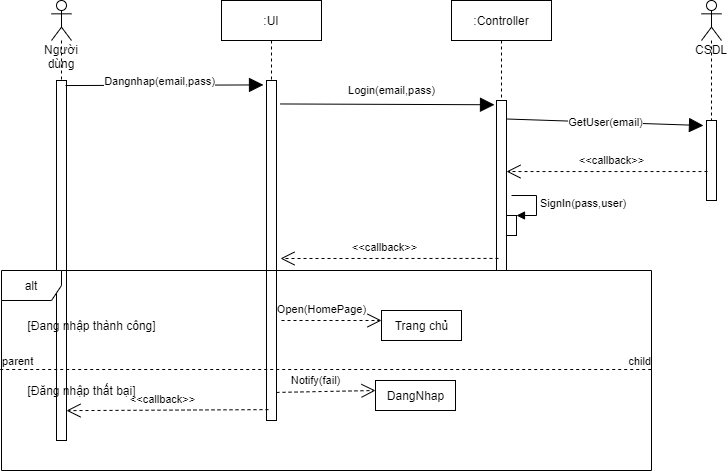 :UI
:Controller
Người
dùng
CSDL
Dangnhap(email,pass)
Login(email,pass)
GetUser(email)
<<callback>>
SignIn(pass,user)
<<callback>>
alt
Open(HomePage)
[Đang nhập thành công]
Trang chủ
parent
child
Notify(fail)
[Đăng nhập thất bại]
<<callback>>
DangNhap